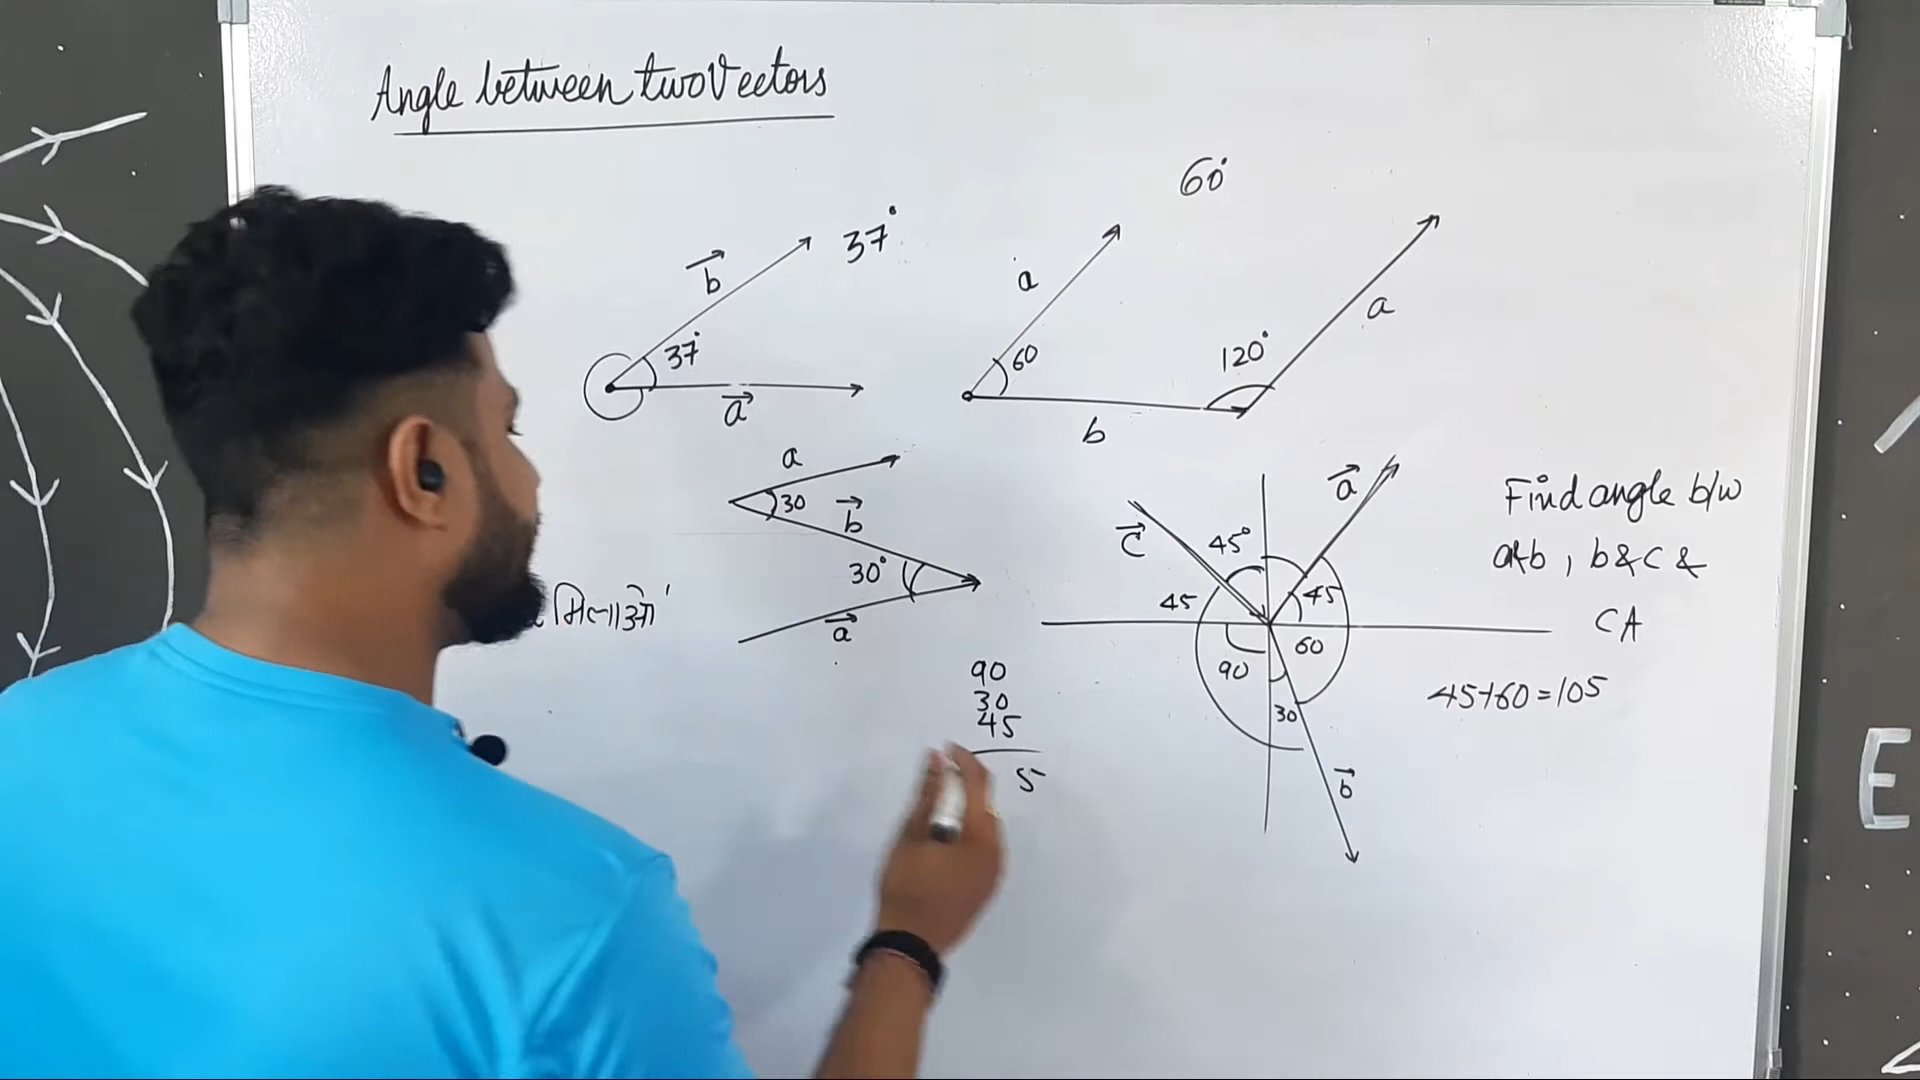 Angle between two Vectors
60°
37°
b
37°
a
a
60
b
120°
a
a
30
b
30°
a
मिलाओ'
c
45°
a
45
45
90
60
30
b
Find angle b/w
a&b, b&c &
CA
45+60=105
90
30
45
5
E